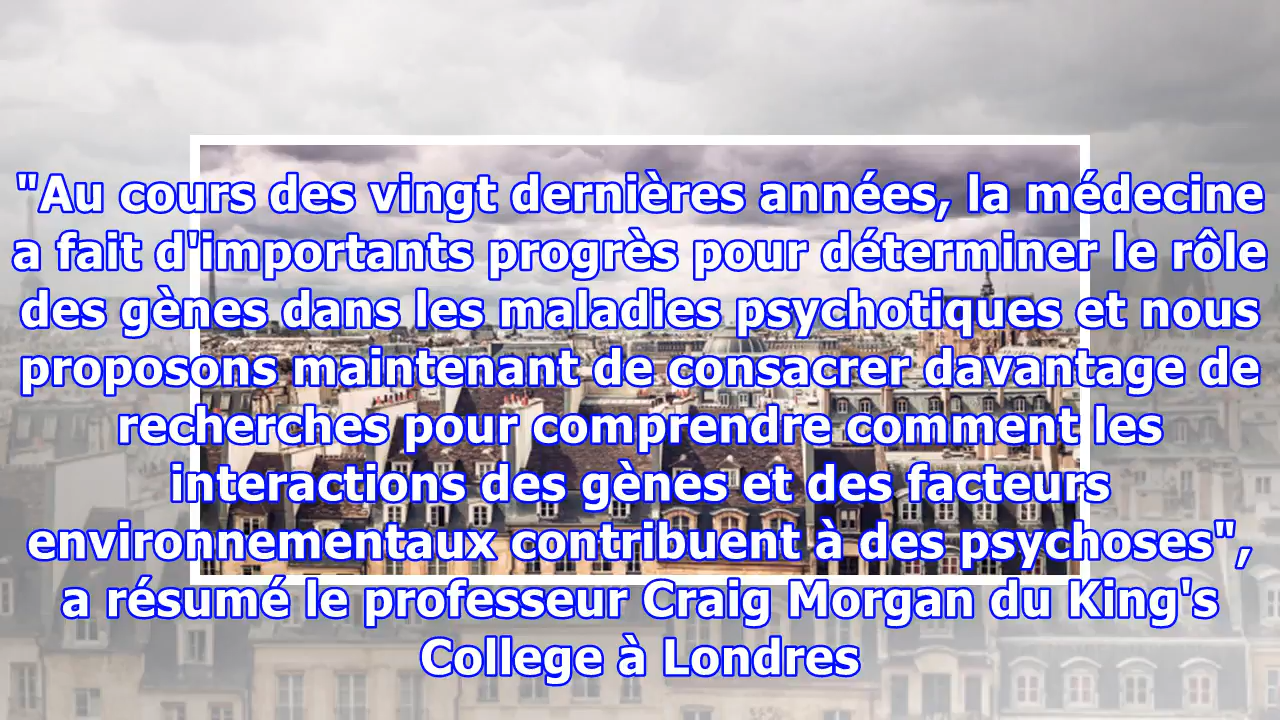 "Au cours des vingt dernières années, la médecine
a fait d'importants progrès pour déterminer le rôle
des gènes dans les maladies psychotiques et nous
proposons maintenant de consacrer davantage de
recherches pour comprendre comment les
interactions des gènes et des facteurs
environnementaux contribuent à des psychoses",
a résumé le professeur Craig Morgan du King's
College à Londres